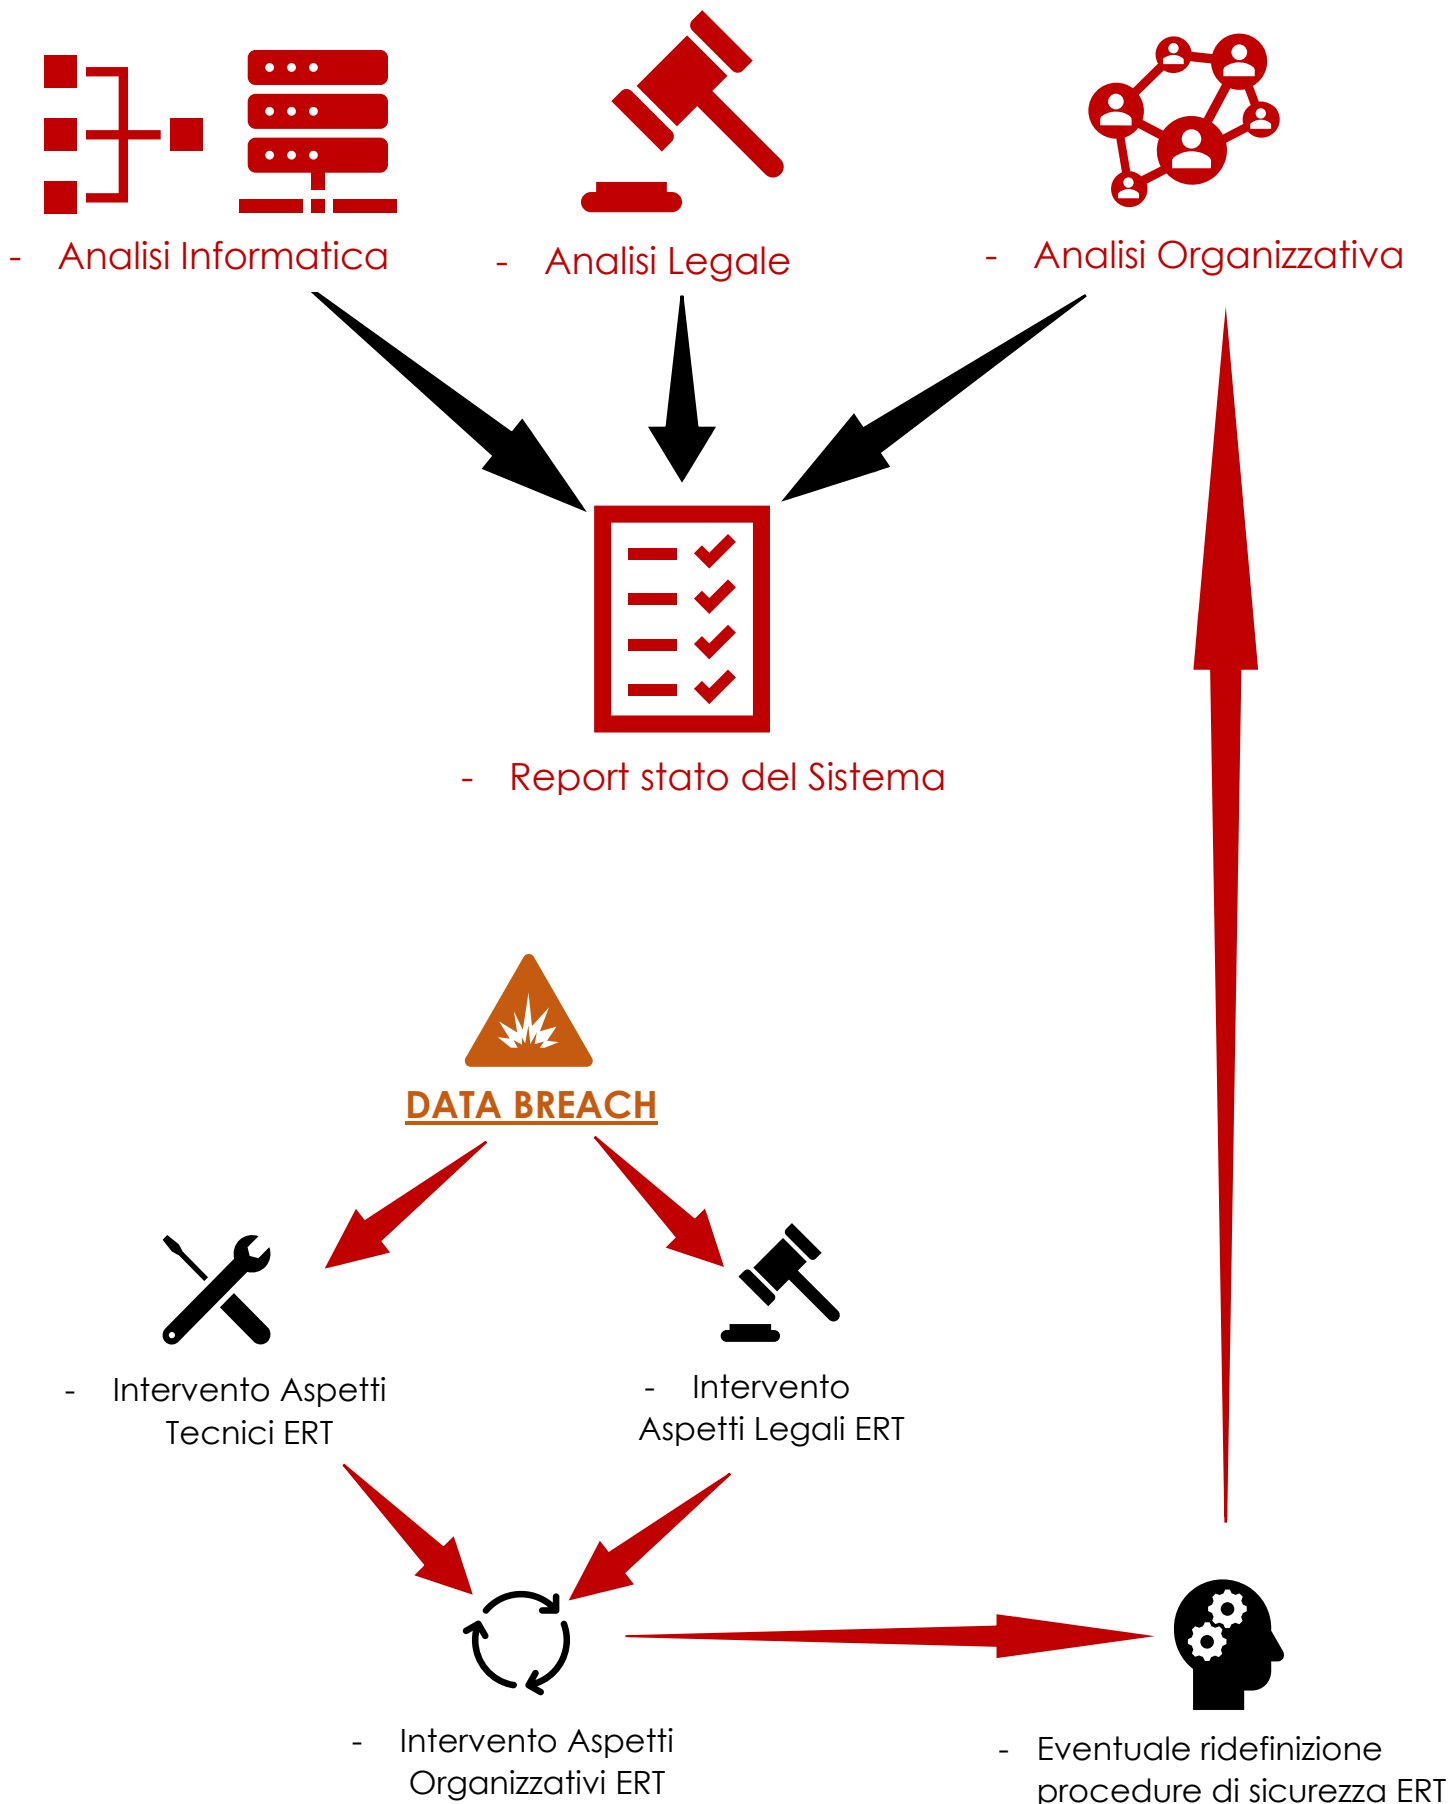 - Analisi Informatica
- Analisi Legale
- Analisi Organizzativa
- Report stato del Sistema
DATA BREACH
- Intervento Aspetti
Tecnici ERT
- Intervento
Aspetti Legali ERT
- Intervento Aspetti
Organizzativi ERT
- Eventuale ridefinizione
procedure di sicurezza ERT